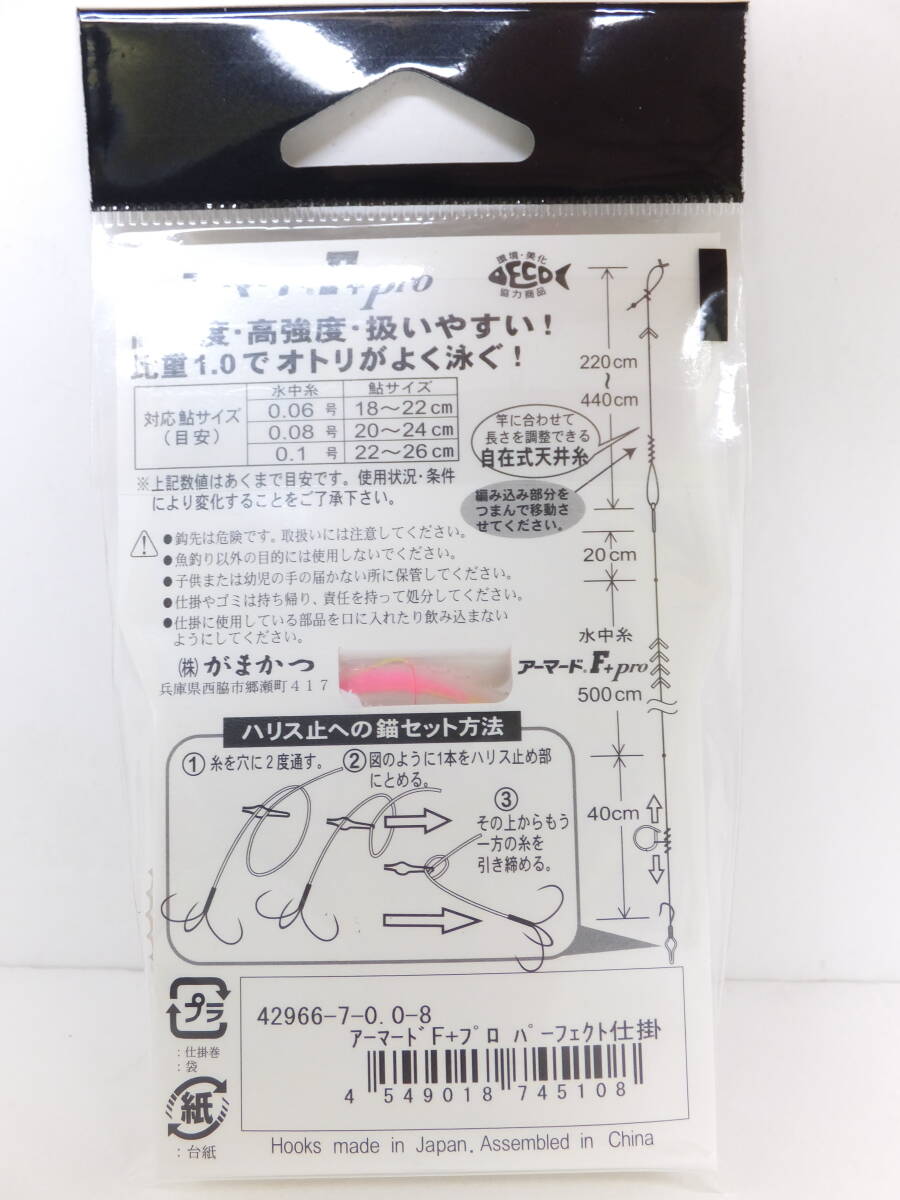 F+pro
環境・美化
ECO
協力商品
度・高強度・扱いやすい！
比重1.0でオトリがよく泳ぐ！
対応鮎サイズ
（目安）
水中糸 鮎サイズ
0.06号 18〜22cm
0.08号 20〜24cm
0.1号 22〜26cm
※上記数値はあくまで目安です。使用状況・条件
により変化することをご了承下さい。
●鈎先は危険です。取扱いには注意してください。
●魚釣り以外の目的には使用しないでください。
●子供または幼児の手の届かない所に保管してください。
●仕掛やゴミは持ち帰り、責任を持って処分してください。
●仕掛に使用している部品を口に入れたり飲み込まない
ようにしてください。
㈱がまかつ
兵庫県西脇市郷瀬町417
220cm
〜
440cm
竿に合わせて
長さを調整できる
自在式天井糸
編み込み部分を
つまんで移動さ
せてください。
20cm
水中糸
アーマード®F+pro
500cm
40cm
ハリス止への錨セット方法
①糸を穴に2度通す。
②図のように1本をハリス止め部
にとめる。
③
その上からもう
一方の糸を
引き締める。
プラ
：仕掛巻
：袋
紙
：台紙
42966-7-0.0-8
ｱｰﾏｰﾄﾞF+ﾌﾟﾛ ﾊﾟｰﾌｪｸﾄ仕掛
4 549018 745108
Hooks made in Japan. Assembled in China